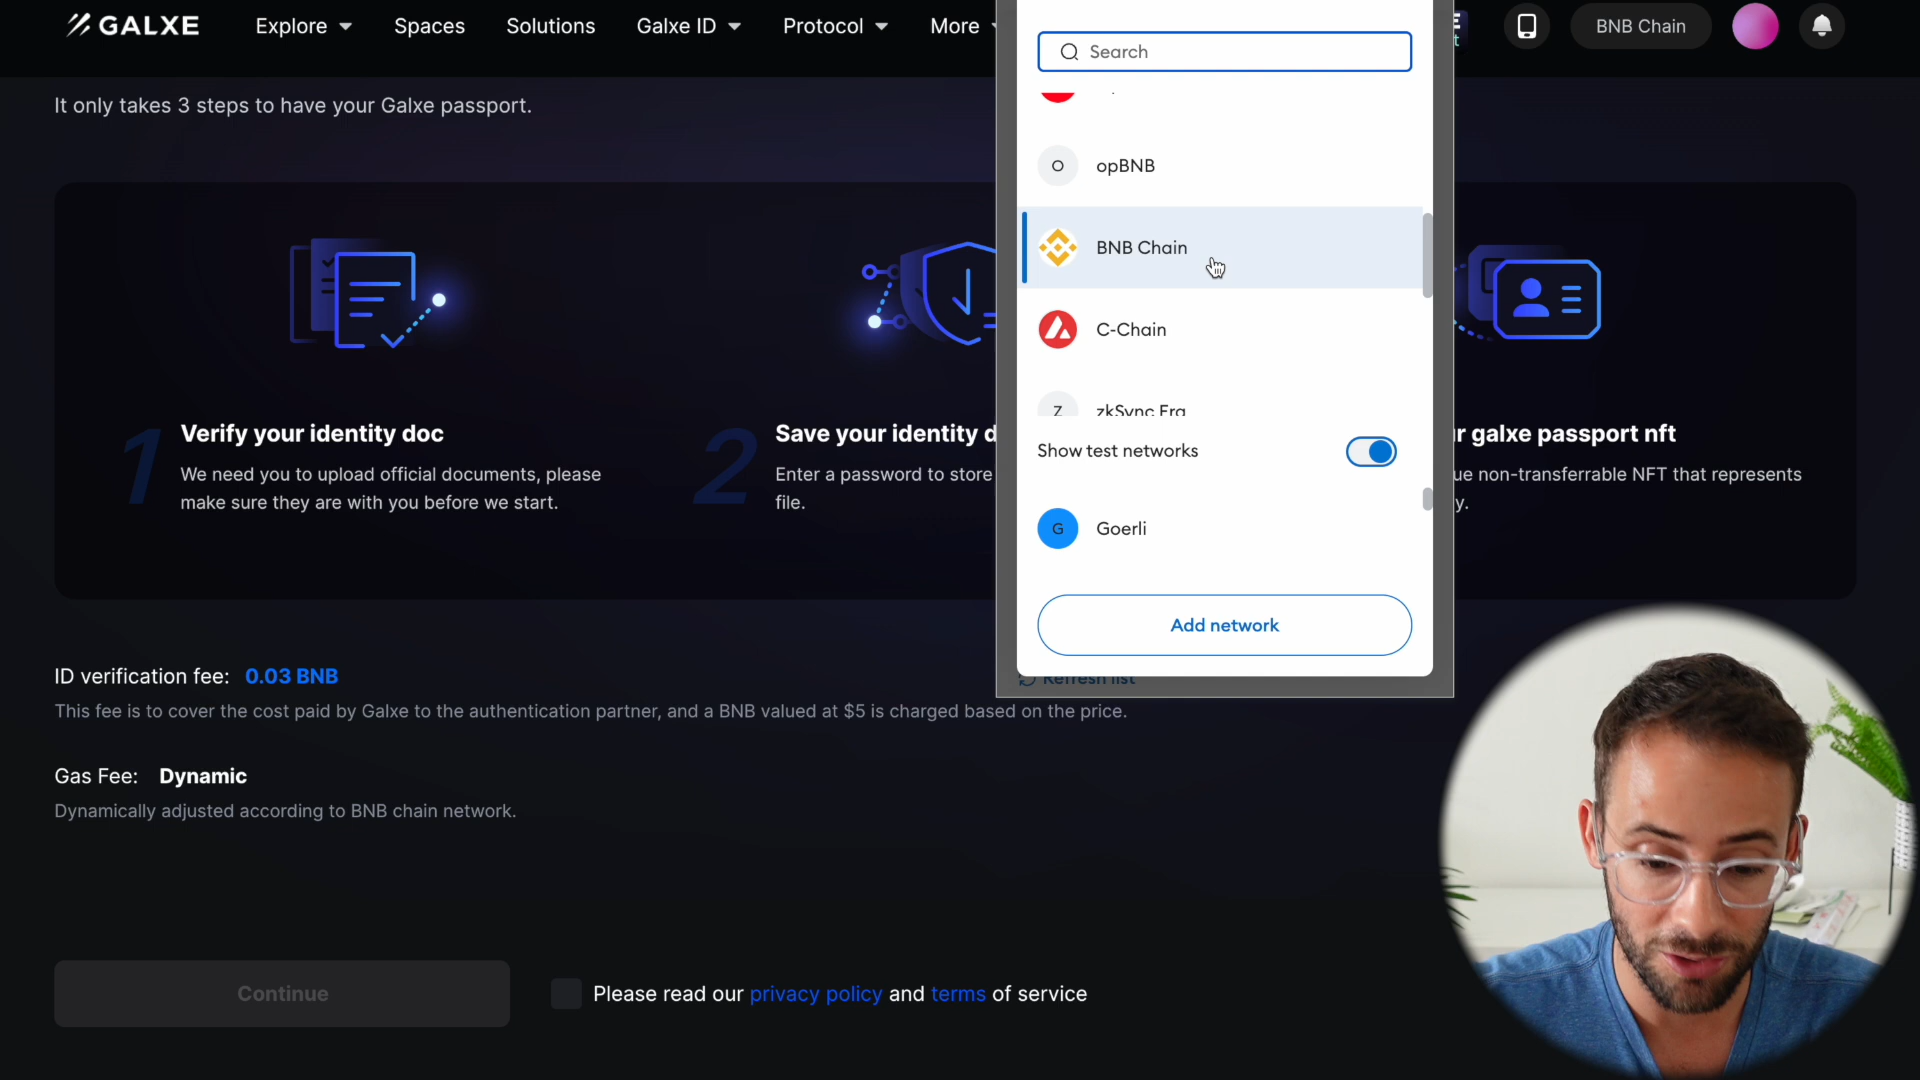 GALXE
Explore
Spaces
Solutions
Galxe ID
Protocol
More
BNB Chain
It only takes 3 steps to have your Galxe passport.
1
Verify your identity doc
We need you to upload official documents, please
make sure they are with you before we start.
2
Save your identity d
Enter a password to store
file.
r galxe passport nft
ue non-transferrable NFT that represents
y.
Search
O
opBNB
BNB Chain
C-Chain
Z
zkSync Era
Show test networks
G
Goerli
Add network
Refresh list
ID verification fee: 0.03 BNB
This fee is to cover the cost paid by Galxe to the authentication partner, and a BNB valued at $5 is charged based on the price.
Gas Fee: Dynamic
Dynamically adjusted according to BNB chain network.
Continue
Please read our privacy policy and terms of service